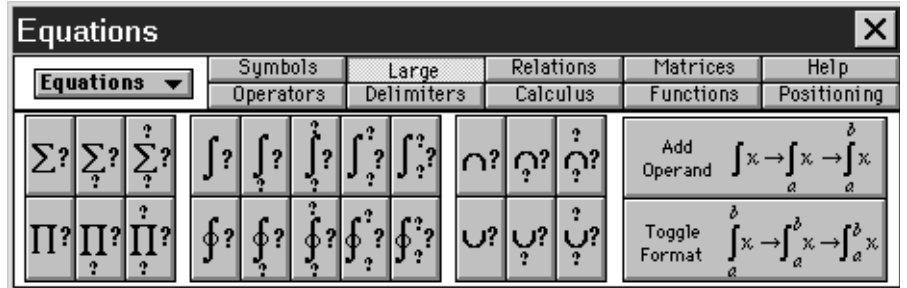 Equations
Equations
Symbols Large Relations Matrices Help
Operators Delimiters Calculus Functions Positioning
∑? ∑? ? ∑? ? ∫? ∫? ? ∫? ? ? ∫? ? ? ∫? ? ? ∩? ∩? ? ∩? ? ?
Add Operand ∫x → ∫x a → ∫x a b
∏? ∏? ? ∏? ? ? ∮? ∮? ? ∮? ? ? ∮? ? ? ∮? ? ? ∪? ∪? ? ∪? ? ?
Toggle Format ∫x a b → ∫x a b → ∫x a b